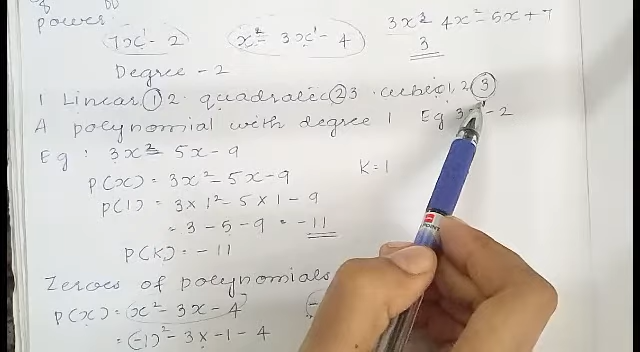 powers
7x¹ - 2   x² - 3x¹ - 4   3x³ 4x² - 5x + 7
3
Degree - 2
1 Linear 1 2. quadratic 2 3. cubic 1, 2 3
A polynomial with degree 1 Eg 3 - 2
Eg : 3x² - 5x - 9
p(x) = 3x² - 5x - 9   K = 1
p(1) = 3 × 1² - 5 × 1 - 9
= 3 - 5 - 9 = -11
p(K) = -11
Zeroes of polynomials
p(x) = x² - 3x - 4
= (-1)² - 3 × -1 - 4